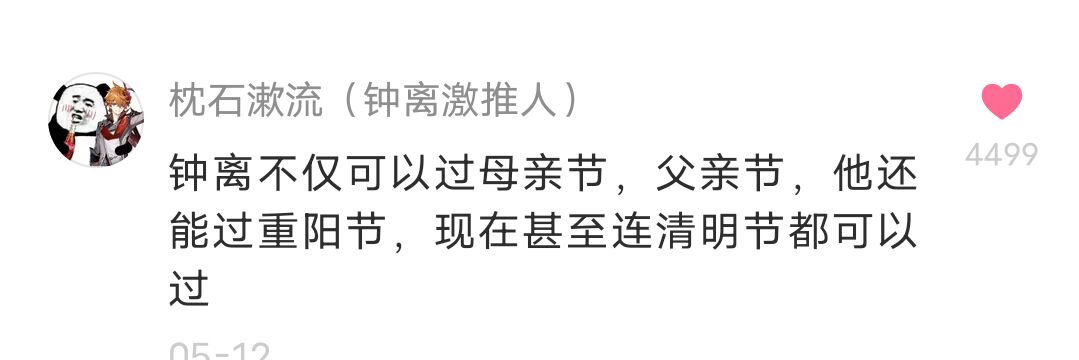 枕石漱流（钟离激推人）
钟离不仅可以过母亲节，父亲节，他还
4499
能过重阳节，现在甚至连清明节都可以
过
05-12